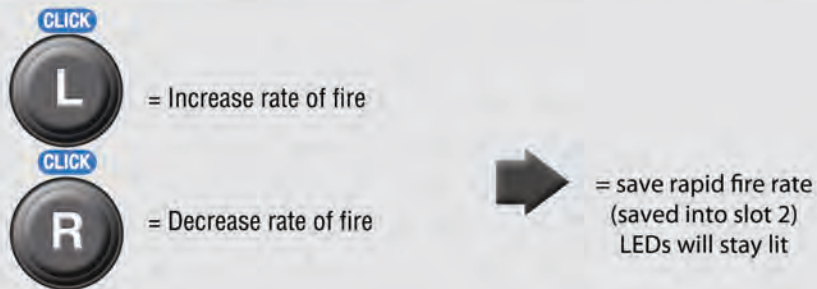 CLICK
L
= Increase rate of fire
CLICK
R
= Decrease rate of fire
= save rapid fire rate
(saved into slot 2)
LEDs will stay lit